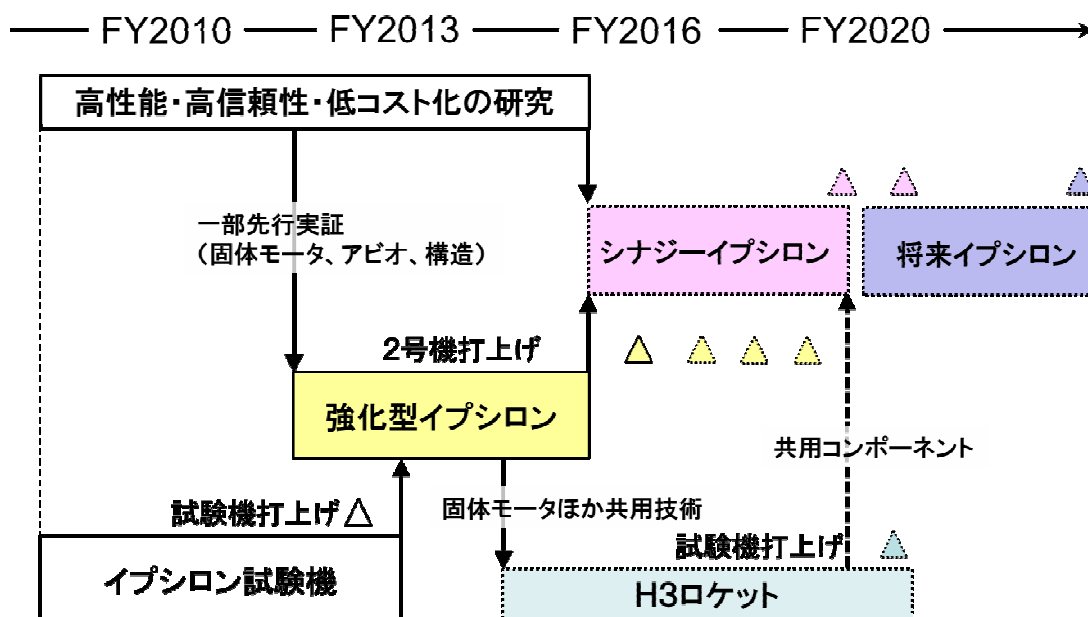 FY2010 FY2013 FY2016 FY2020
高性能・高信頼性・低コスト化の研究
一部先行実証
（固体モータ、アビオ、構造）
シナジーイプシロン
将来イプシロン
2号機打上げ
強化型イプシロン
共用コンポーネント
試験機打上げ
固体モータほか共用技術
試験機打上げ
イプシロン試験機
H3ロケット